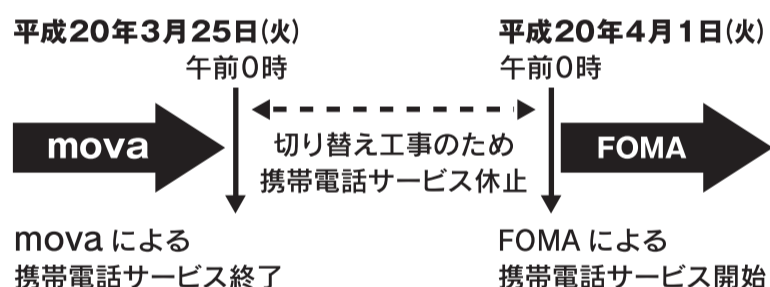 平成20年3月25日(火)
午前0時
平成20年4月1日(火)
午前0時
mova
切り替え工事のため
携帯電話サービス休止
FOMA
movaによる
携帯電話サービス終了
FOMAによる
携帯電話サービス開始